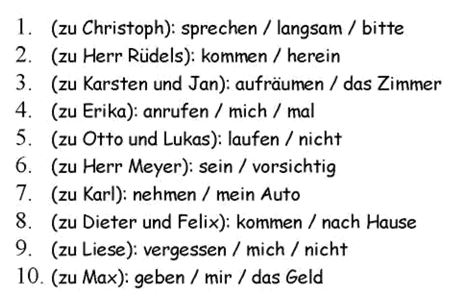 1. (zu Christoph): sprechen / langsam / bitte
2. (zu Herr Rüdels): kommen / herein
3. (zu Karsten und Jan): aufräumen / das Zimmer
4. (zu Erika): anrufen / mich / mal
5. (zu Otto und Lukas): laufen / nicht
6. (zu Herr Meyer): sein / vorsichtig
7. (zu Karl): nehmen / mein Auto
8. (zu Dieter und Felix): kommen / nach Hause
9. (zu Liese): vergessen / mich / nicht
10. (zu Max): geben / mir / das Geld